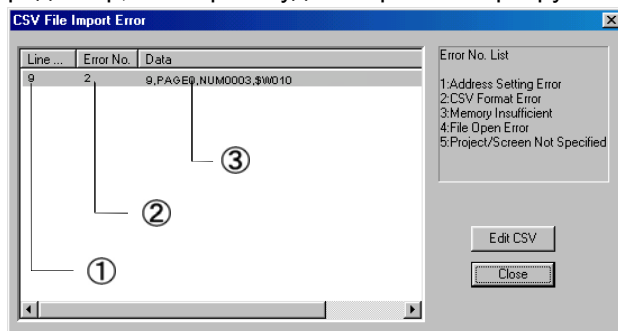 CSV File Import Error
Line ... Error No. Data
9 2 9,PAGE0,NUM0003,$W010
③
②
①
Error No. List
1:Address Setting Error
2:CSV Format Error
3:Memory Insufficient
4:File Open Error
5:Project/Screen Not Specified
Edit CSV
Close